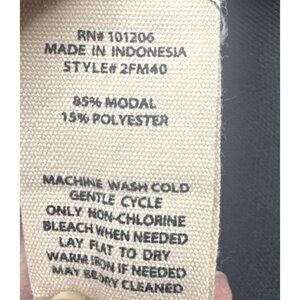 RN# 101206
MADE IN INDONESIA
STYLE# 2FM40
85% MODAL
15% POLYESTER
MACHINE WASH COLD
GENTLE CYCLE
ONLY NON-CHLORINE
BLEACH WHEN NEEDED
LAY FLAT TO DRY
WARM IRON IF NEEDED
MAY BE DRY CLEANED